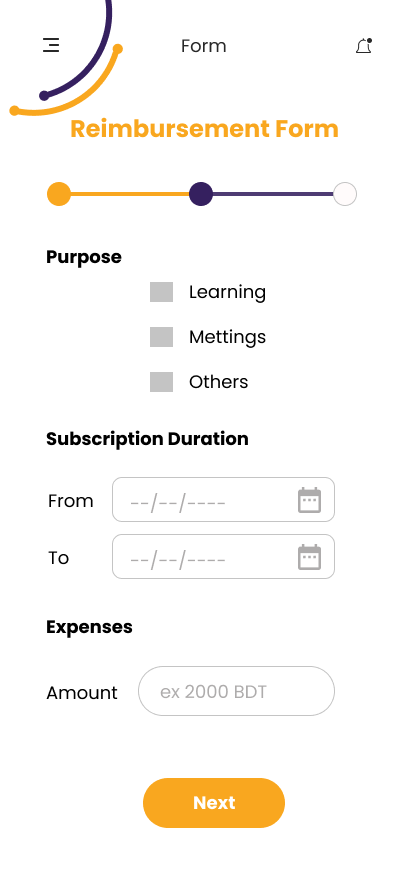 Form
Reimbursement Form
Purpose
Learning
Mettings
Others
Subscription Duration
From --/--/----
To --/--/----
Expenses
Amount ex 2000 BDT
Next